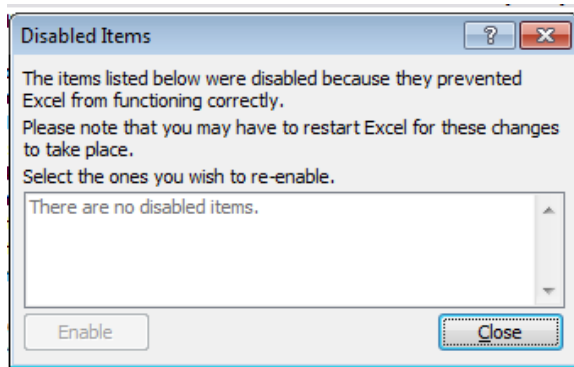 Disabled Items
?
The items listed below were disabled because they prevented
Excel from functioning correctly.
Please note that you may have to restart Excel for these changes
to take place.
Select the ones you wish to re-enable.
There are no disabled items.
Enable
Close